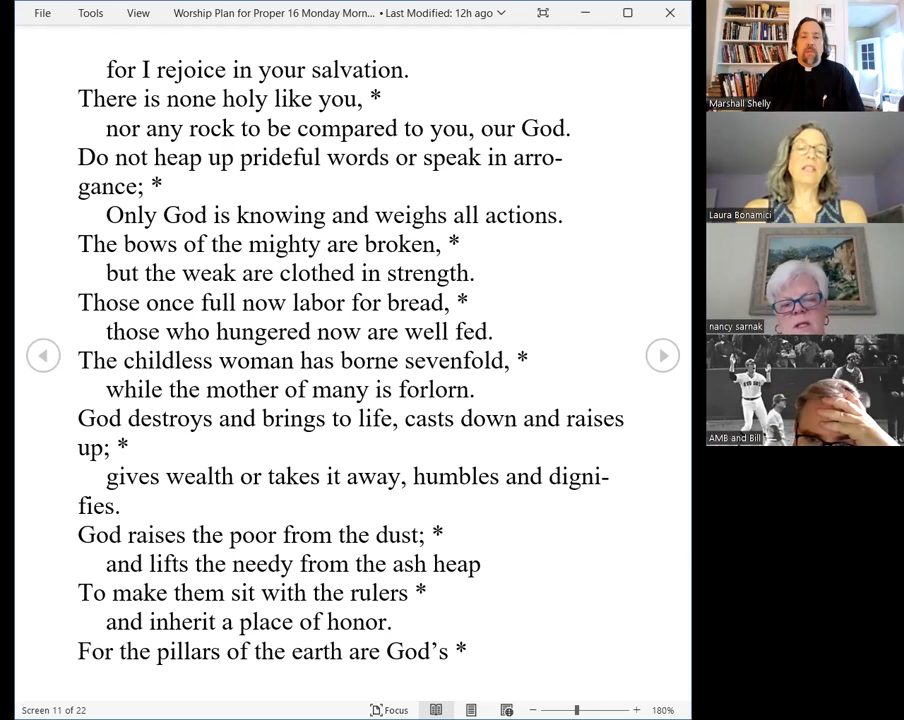 File Tools View Worship Plan for Proper 16 Monday Morn... • Last Modified: 12h ago
for I rejoice in your salvation.
There is none holy like you, *
nor any rock to be compared to you, our God.
Do not heap up prideful words or speak in arro-
gance; *
Only God is knowing and weighs all actions.
The bows of the mighty are broken, *
but the weak are clothed in strength.
Those once full now labor for bread, *
those who hungered now are well fed.
The childless woman has borne sevenfold, *
while the mother of many is forlorn.
God destroys and brings to life, casts down and raises
up; *
gives wealth or takes it away, humbles and digni-
fies.
God raises the poor from the dust; *
and lifts the needy from the ash heap
To make them sit with the rulers *
and inherit a place of honor.
For the pillars of the earth are God’s *
Screen 11 of 22 Focus 180%
Marshall Shelly
Laura Bonamici
nancy sarnak
RED SOX
AMB and Bill